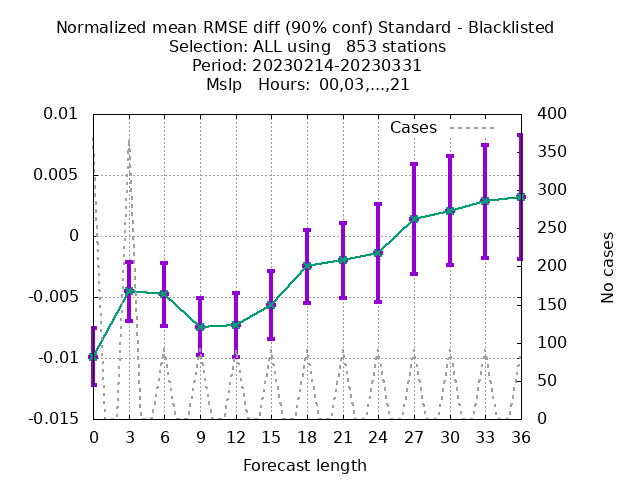 Normalized mean RMSE diff (90% conf) Standard - Blacklisted
Selection: ALL using   853 stations
Period: 20230214-20230331
Mslp   Hours:  00,03,...,21
Cases
0.01
0.005
0
-0.005
-0.01
-0.015
400
350
300
250
200
150
100
50
0
No cases
0 3 6 9 12 15 18 21 24 27 30 33 36
Forecast length